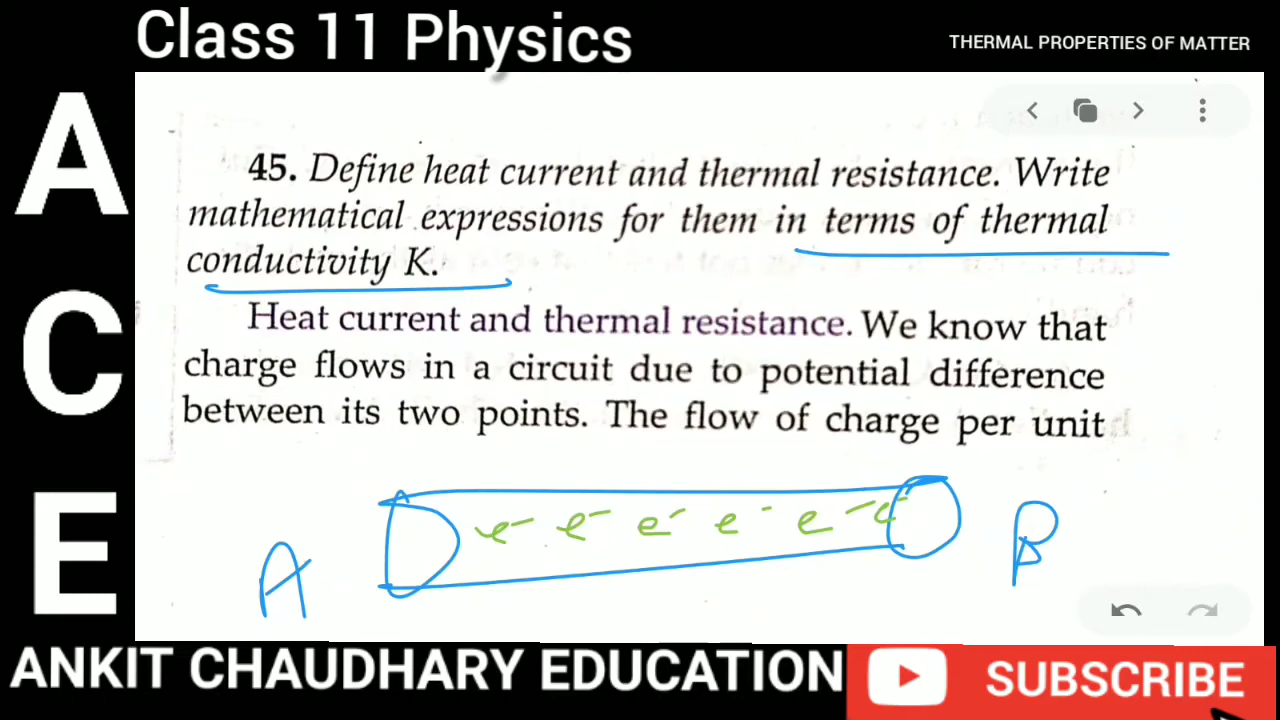 Class 11 Physics
THERMAL PROPERTIES OF MATTER
A
C
E
45. Define heat current and thermal resistance. Write
mathematical expressions for them in terms of thermal
conductivity K.
Heat current and thermal resistance. We know that
charge flows in a circuit due to potential difference
between its two points. The flow of charge per unit
A e⁻ e⁻ e⁻ e⁻ e⁻ e⁻ B
ANKIT CHAUDHARY EDUCATION
SUBSCRIBE